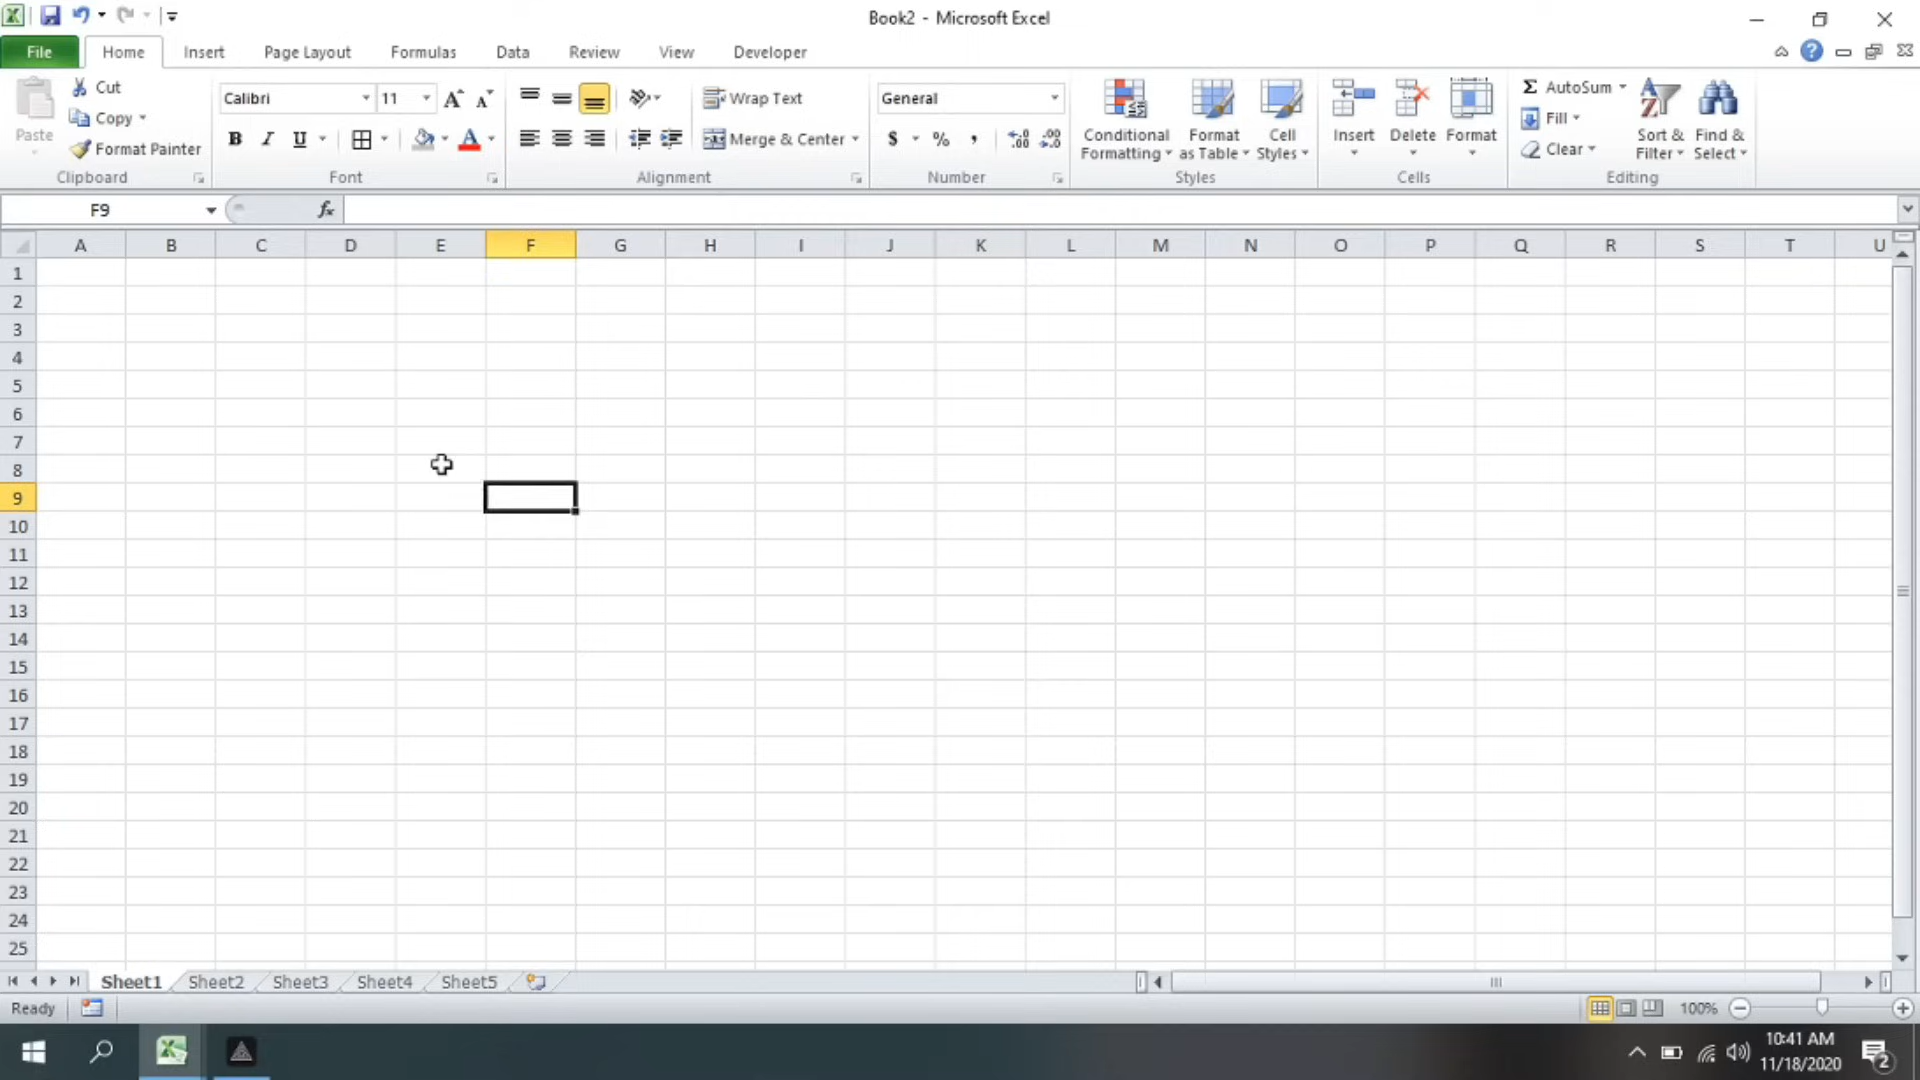 Book2 - Microsoft Excel
File Home Insert Page Layout Formulas Data Review View Developer
Paste
Cut
Copy
Format Painter
Clipboard
Calibri 11
B I U A
Font
Wrap Text
Merge & Center
Alignment
General
$ % ,
Number
Conditional Formatting
Format as Table
Cell Styles
Styles
Insert Delete Format
Cells
Σ AutoSum
Fill
Clear
Sort & Filter
Find & Select
Editing
F9 fx
A B C D E F G H I J K L M N O P Q R S T U
1
2
3
4
5
6
7
8
9
10
11
12
13
14
15
16
17
18
19
20
21
22
23
24
25
Sheet1 Sheet2 Sheet3 Sheet4 Sheet5
Ready 100%
10:41 AM
11/18/2020
2